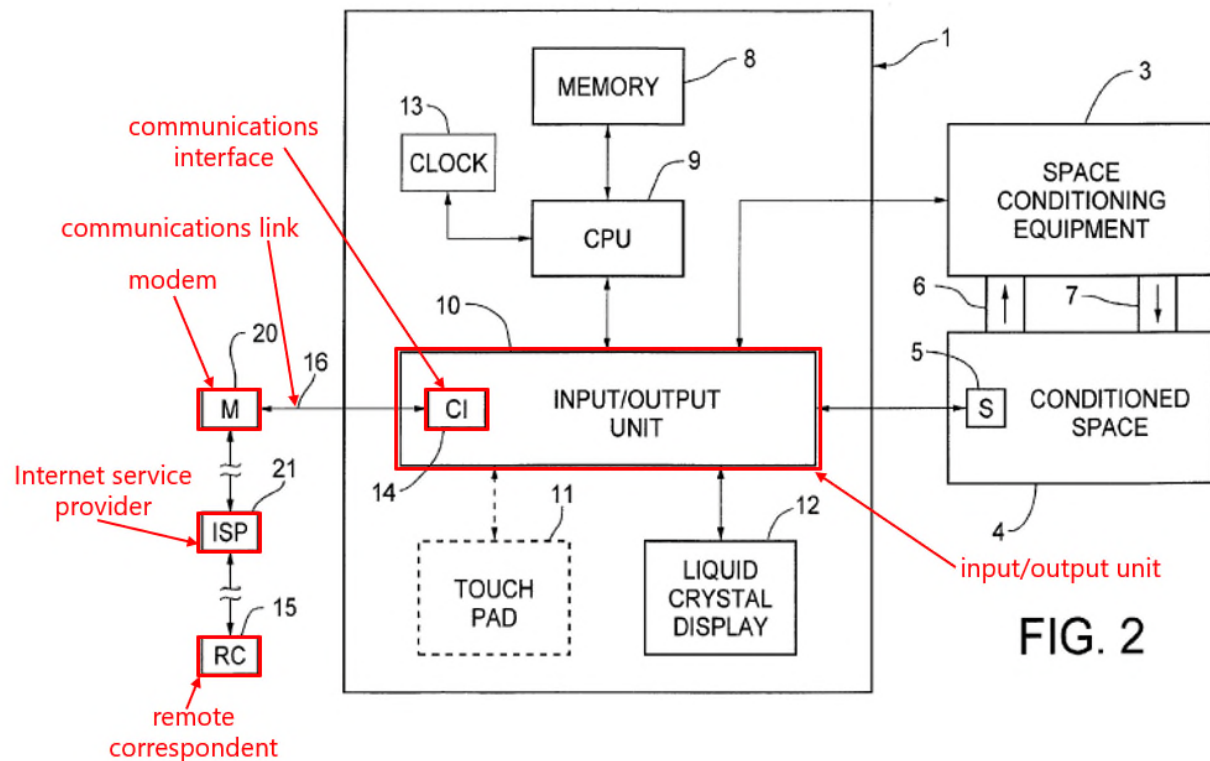 1
8
MEMORY
3
13
communications
interface
CLOCK
9
SPACE
CONDITIONING
EQUIPMENT
CPU
communications link
modem
6
7
10
20
16
5
M
CI
INPUT/OUTPUT
UNIT
S
CONDITIONED
SPACE
Internet service
provider
21
14
11
12
4
ISP
input/output unit
TOUCH
PAD
LIQUID
CRYSTAL
DISPLAY
15
RC
FIG. 2
remote
correspondent